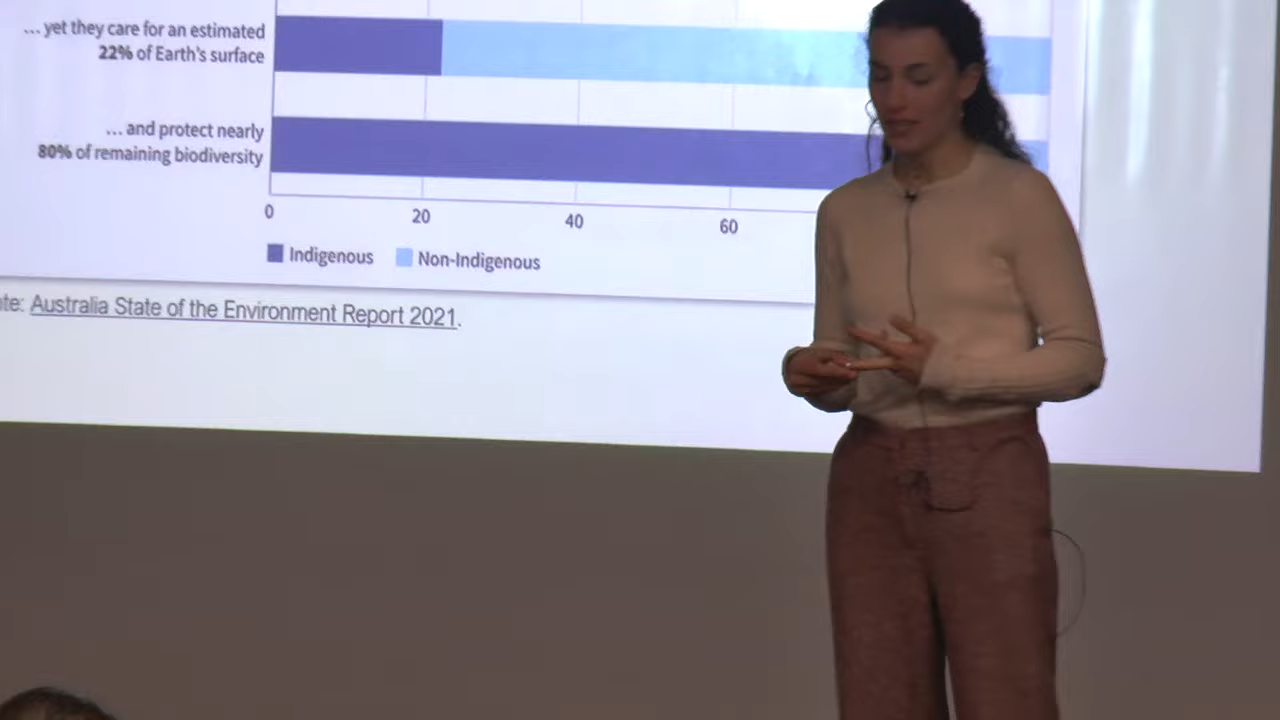 ... yet they care for an estimated
22% of Earth's surface
... and protect nearly
80% of remaining biodiversity
0 20 40 60
Indigenous Non-Indigenous
Australia State of the Environment Report 2021.